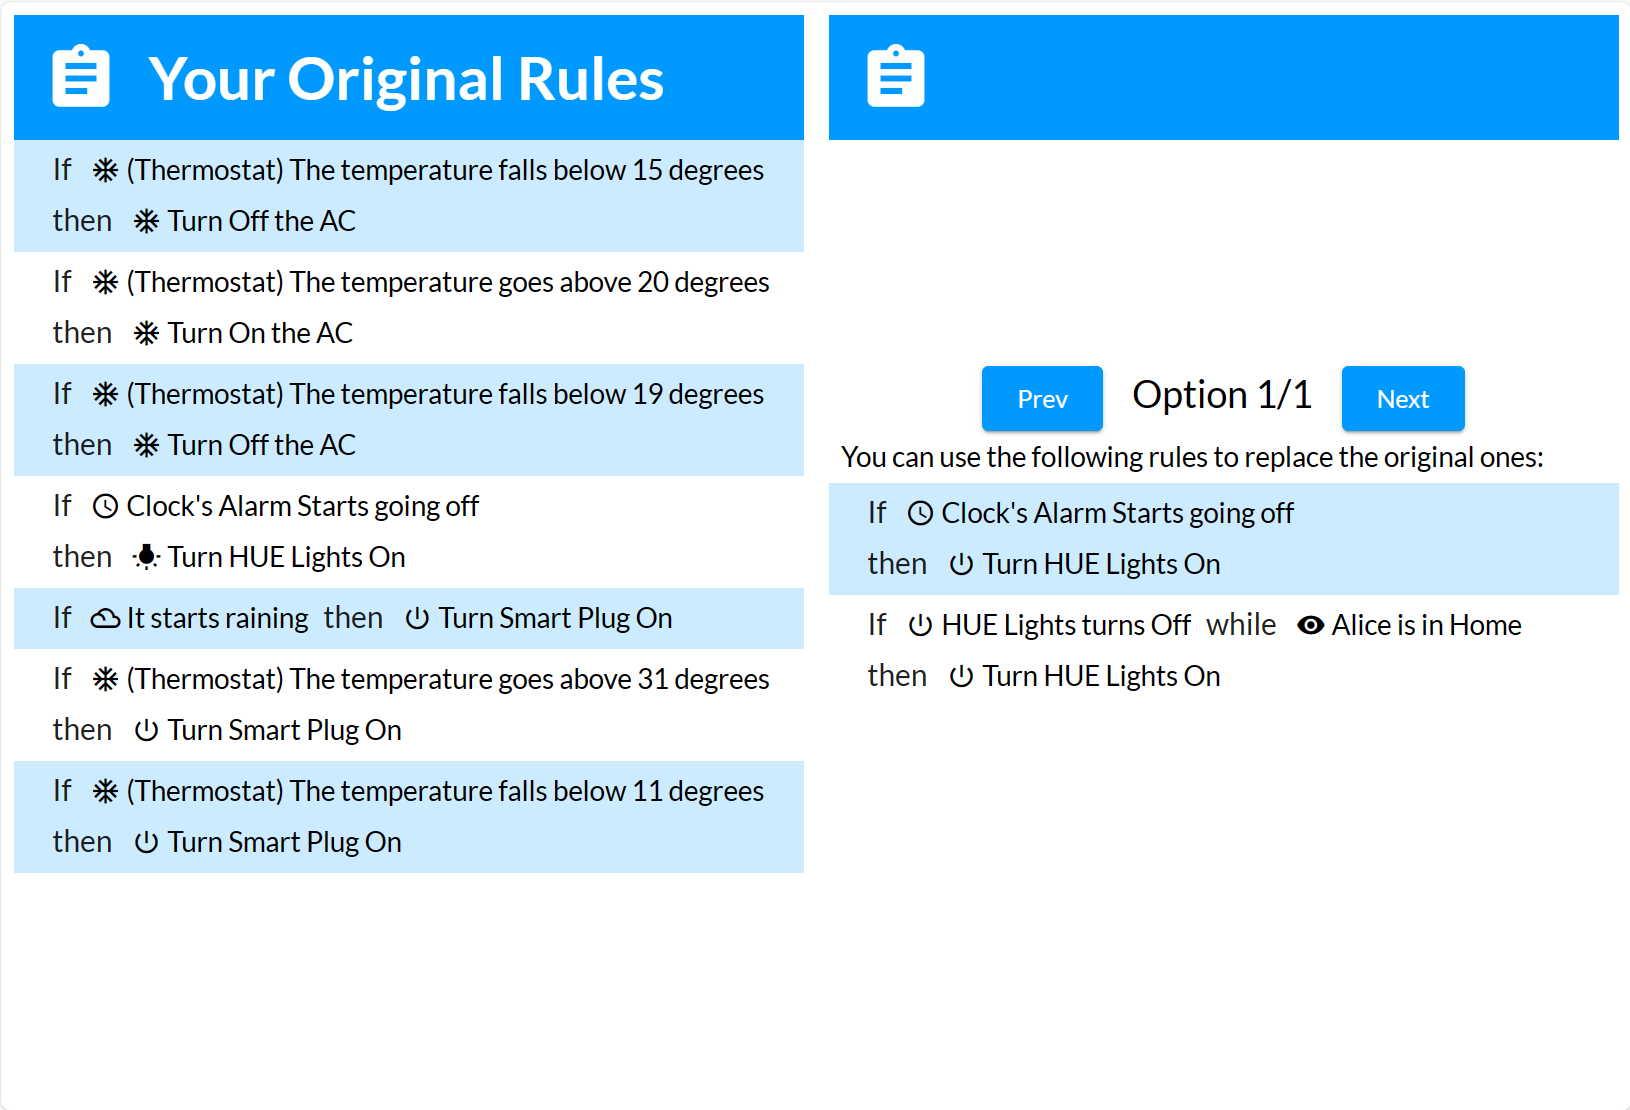 Your Original Rules
If (Thermostat) The temperature falls below 15 degrees
then Turn Off the AC
If (Thermostat) The temperature goes above 20 degrees
then Turn On the AC
If (Thermostat) The temperature falls below 19 degrees
then Turn Off the AC
If Clock's Alarm Starts going off
then Turn HUE Lights On
If It starts raining then Turn Smart Plug On
If (Thermostat) The temperature goes above 31 degrees
then Turn Smart Plug On
If (Thermostat) The temperature falls below 11 degrees
then Turn Smart Plug On
Prev Option 1/1 Next
You can use the following rules to replace the original ones:
If Clock's Alarm Starts going off
then Turn HUE Lights On
If HUE Lights turns Off while Alice is in Home
then Turn HUE Lights On